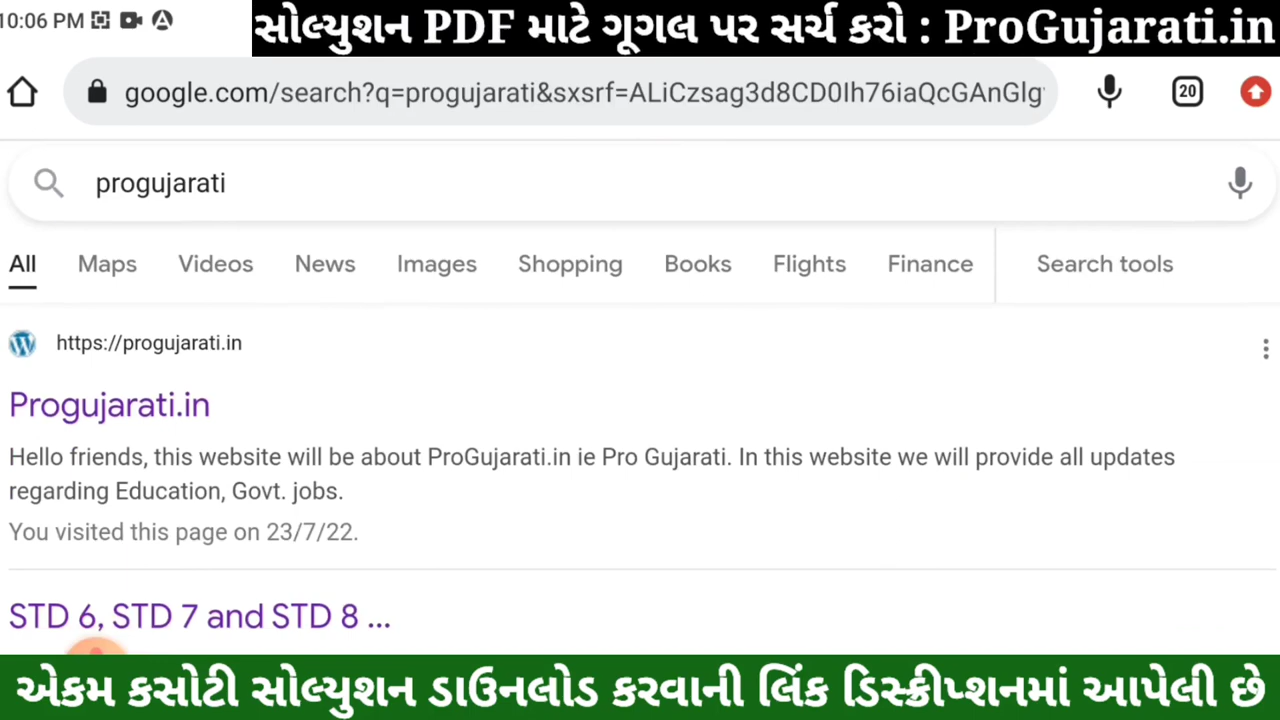 10:06 PM
સોલ્યુશન PDF માટે ગૂગલ પર સર્ચ કરો : ProGujarati.in
google.com/search?q=progujarati&sxsrf=ALiCzsag3d8CD0Ih76iaQcGAnGlg
20
progujarati
All Maps Videos News Images Shopping Books Flights Finance Search tools
https://progujarati.in
Progujarati.in
Hello friends, this website will be about ProGujarati.in ie Pro Gujarati. In this website we will provide all updates
regarding Education, Govt. jobs.
You visited this page on 23/7/22.
STD 6, STD 7 and STD 8 ...
એકમ કસોટી સોલ્યુશન ડાઉનલોડ કરવાની લિંક ડિસ્ક્રીપ્શનમાં આપેલી છે